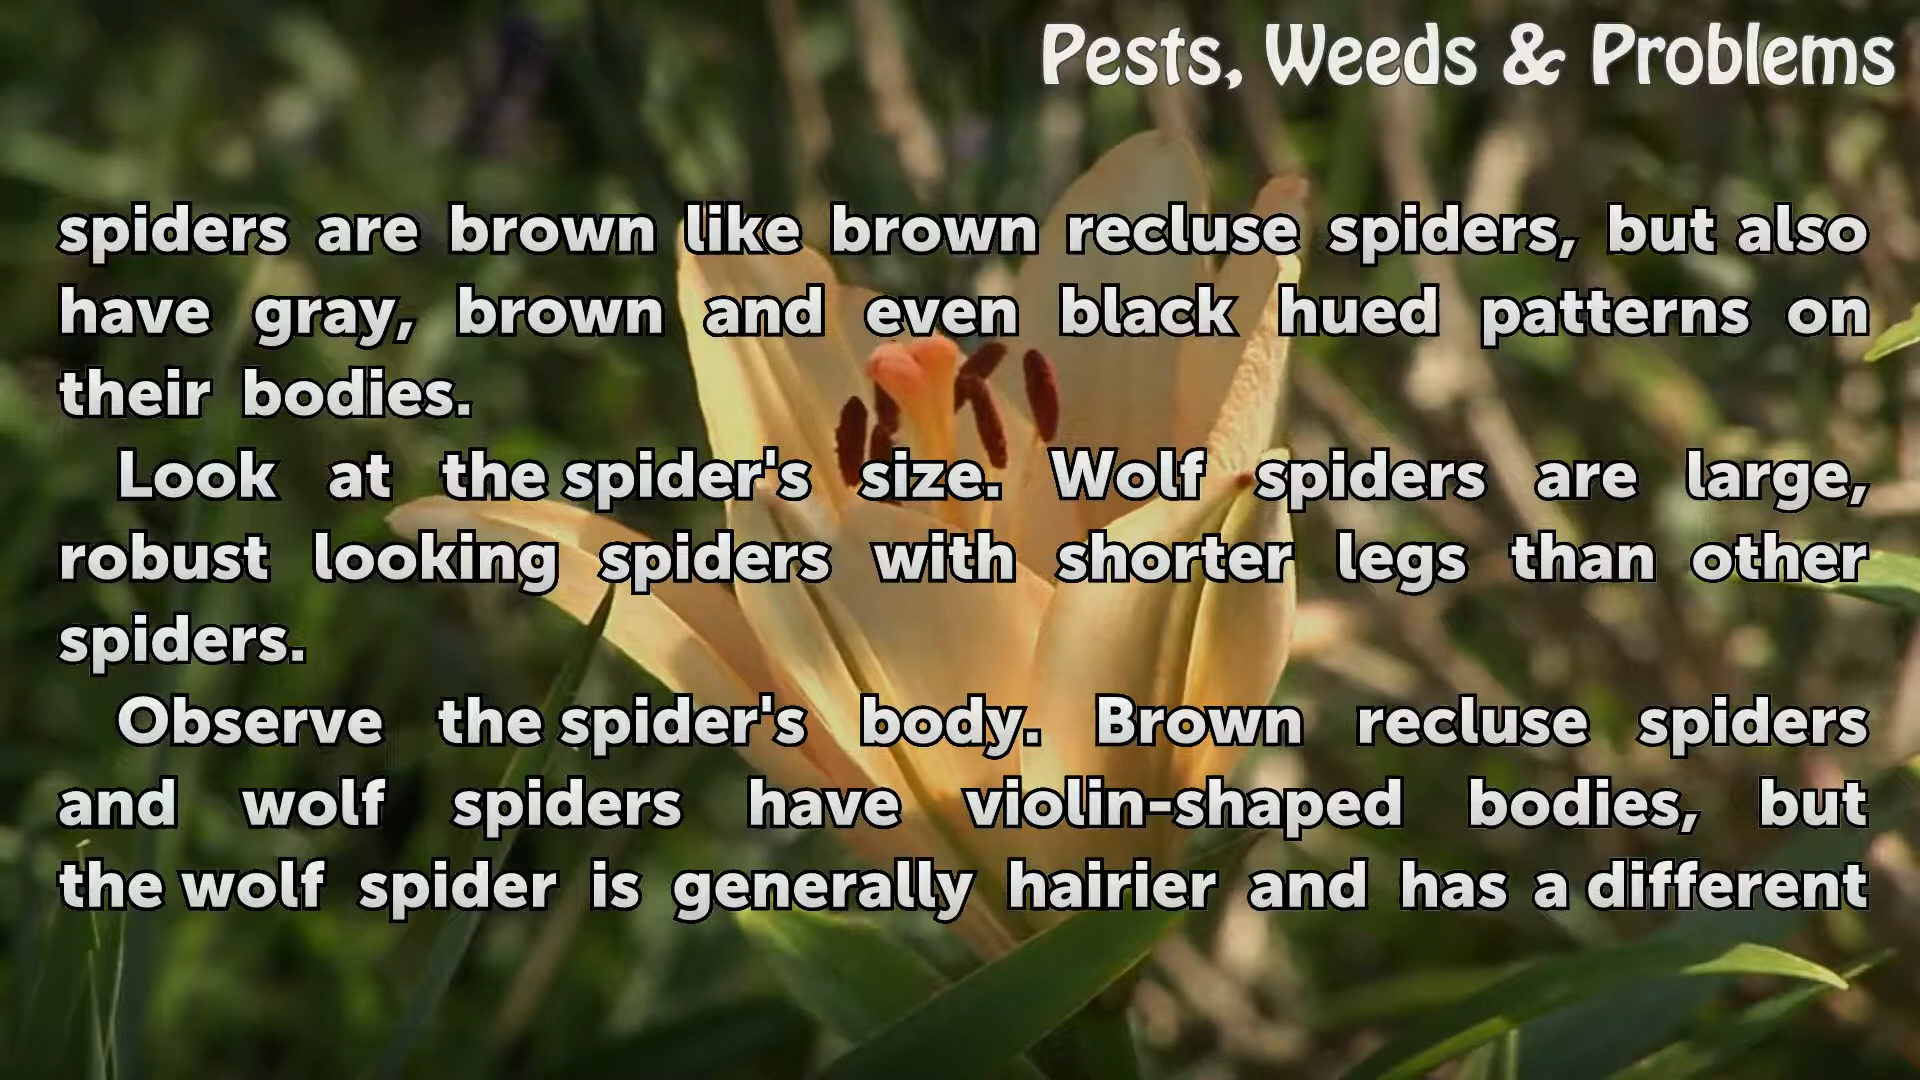 Pests, Weeds & Problems
spiders are brown like brown recluse spiders, but also
have gray, brown and even black hued patterns on
their bodies.
Look at the spider's size. Wolf spiders are large,
robust looking spiders with shorter legs than other
spiders.
Observe the spider's body. Brown recluse spiders
and wolf spiders have violin-shaped bodies, but
the wolf spider is generally hairier and has a different